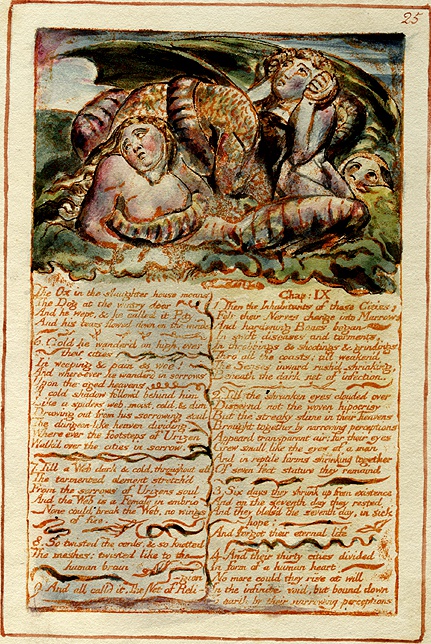 25
The Ox in the slaughter house moans
The Dog at the wintry door
And he wept, & he called it Pity
And his tears flowed down on the winds
6. Cold he wander'd on high, over
their cities
In weeping & pain & woe!
And where-ever he wanderd in sorrows
Upon the aged heavens
A cold shadow follow'd behind him
Like a spiders web, moist, cold, & dim
Drawing out from his sorrowing soul
The dungeon-like heaven dividing
Where ever the footsteps of Urizen
Walk'd over the cities in sorrow.
7. Till a Web dark & cold, throughout all
The tormented element stretch'd
From the sorrows of Urizens soul
And the Web is a Female in embrio
None could break the Web, no wings
of fire.
8. So twisted the cords, & so knotted
The meshes: twisted like to the
human brain
9. And all calld it, The Net of Reli-
-gion
Chap: IX
1. Then the Inhabitants of those Cities:
Felt their Nerves change into Marrow
And hardening Bones began
In swift diseases and torments,
In throbbings & shootings & grindings
Thro' all the coasts; till weaken'd
The Senses inward rush'd shrinking,
Beneath the dark net of infection.
2. Till the shrunken eyes clouded over
Discernd not the woven hipocrisy
But the streaky slime in their heavens
Brought together by narrowing perceptions
Appeard transparent air; for their eyes
Grew small like the eyes of a man
And in reptile forms shrinking together
Of seven feet stature they remaind
3. Six days they shrunk up from existence
And on the seventh day they rested
And they bless'd the seventh day, in sick
hope:
And forgot their eternal life
4. And their thirty cities divided
In form of a human heart
No more could they rise at will
In the infinite void, but bound down
To earth by their narrowing perceptions